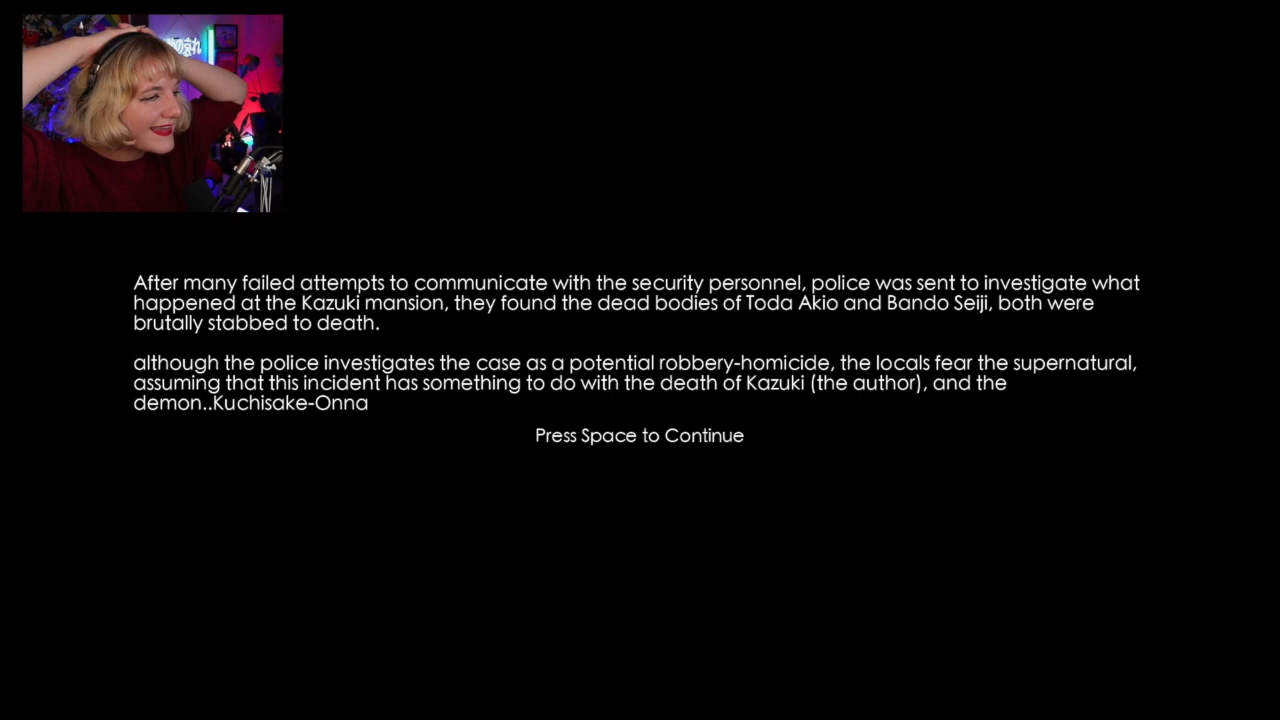 After many failed attempts to communicate with the security personnel, police was sent to investigate what
happened at the Kazuki mansion, they found the dead bodies of Toda Akio and Bando Seiji, both were
brutally stabbed to death.
although the police investigates the case as a potential robbery-homicide, the locals fear the supernatural,
assuming that this incident has something to do with the death of Kazuki (the author), and the
demon..Kuchisake-Onna
Press Space to Continue